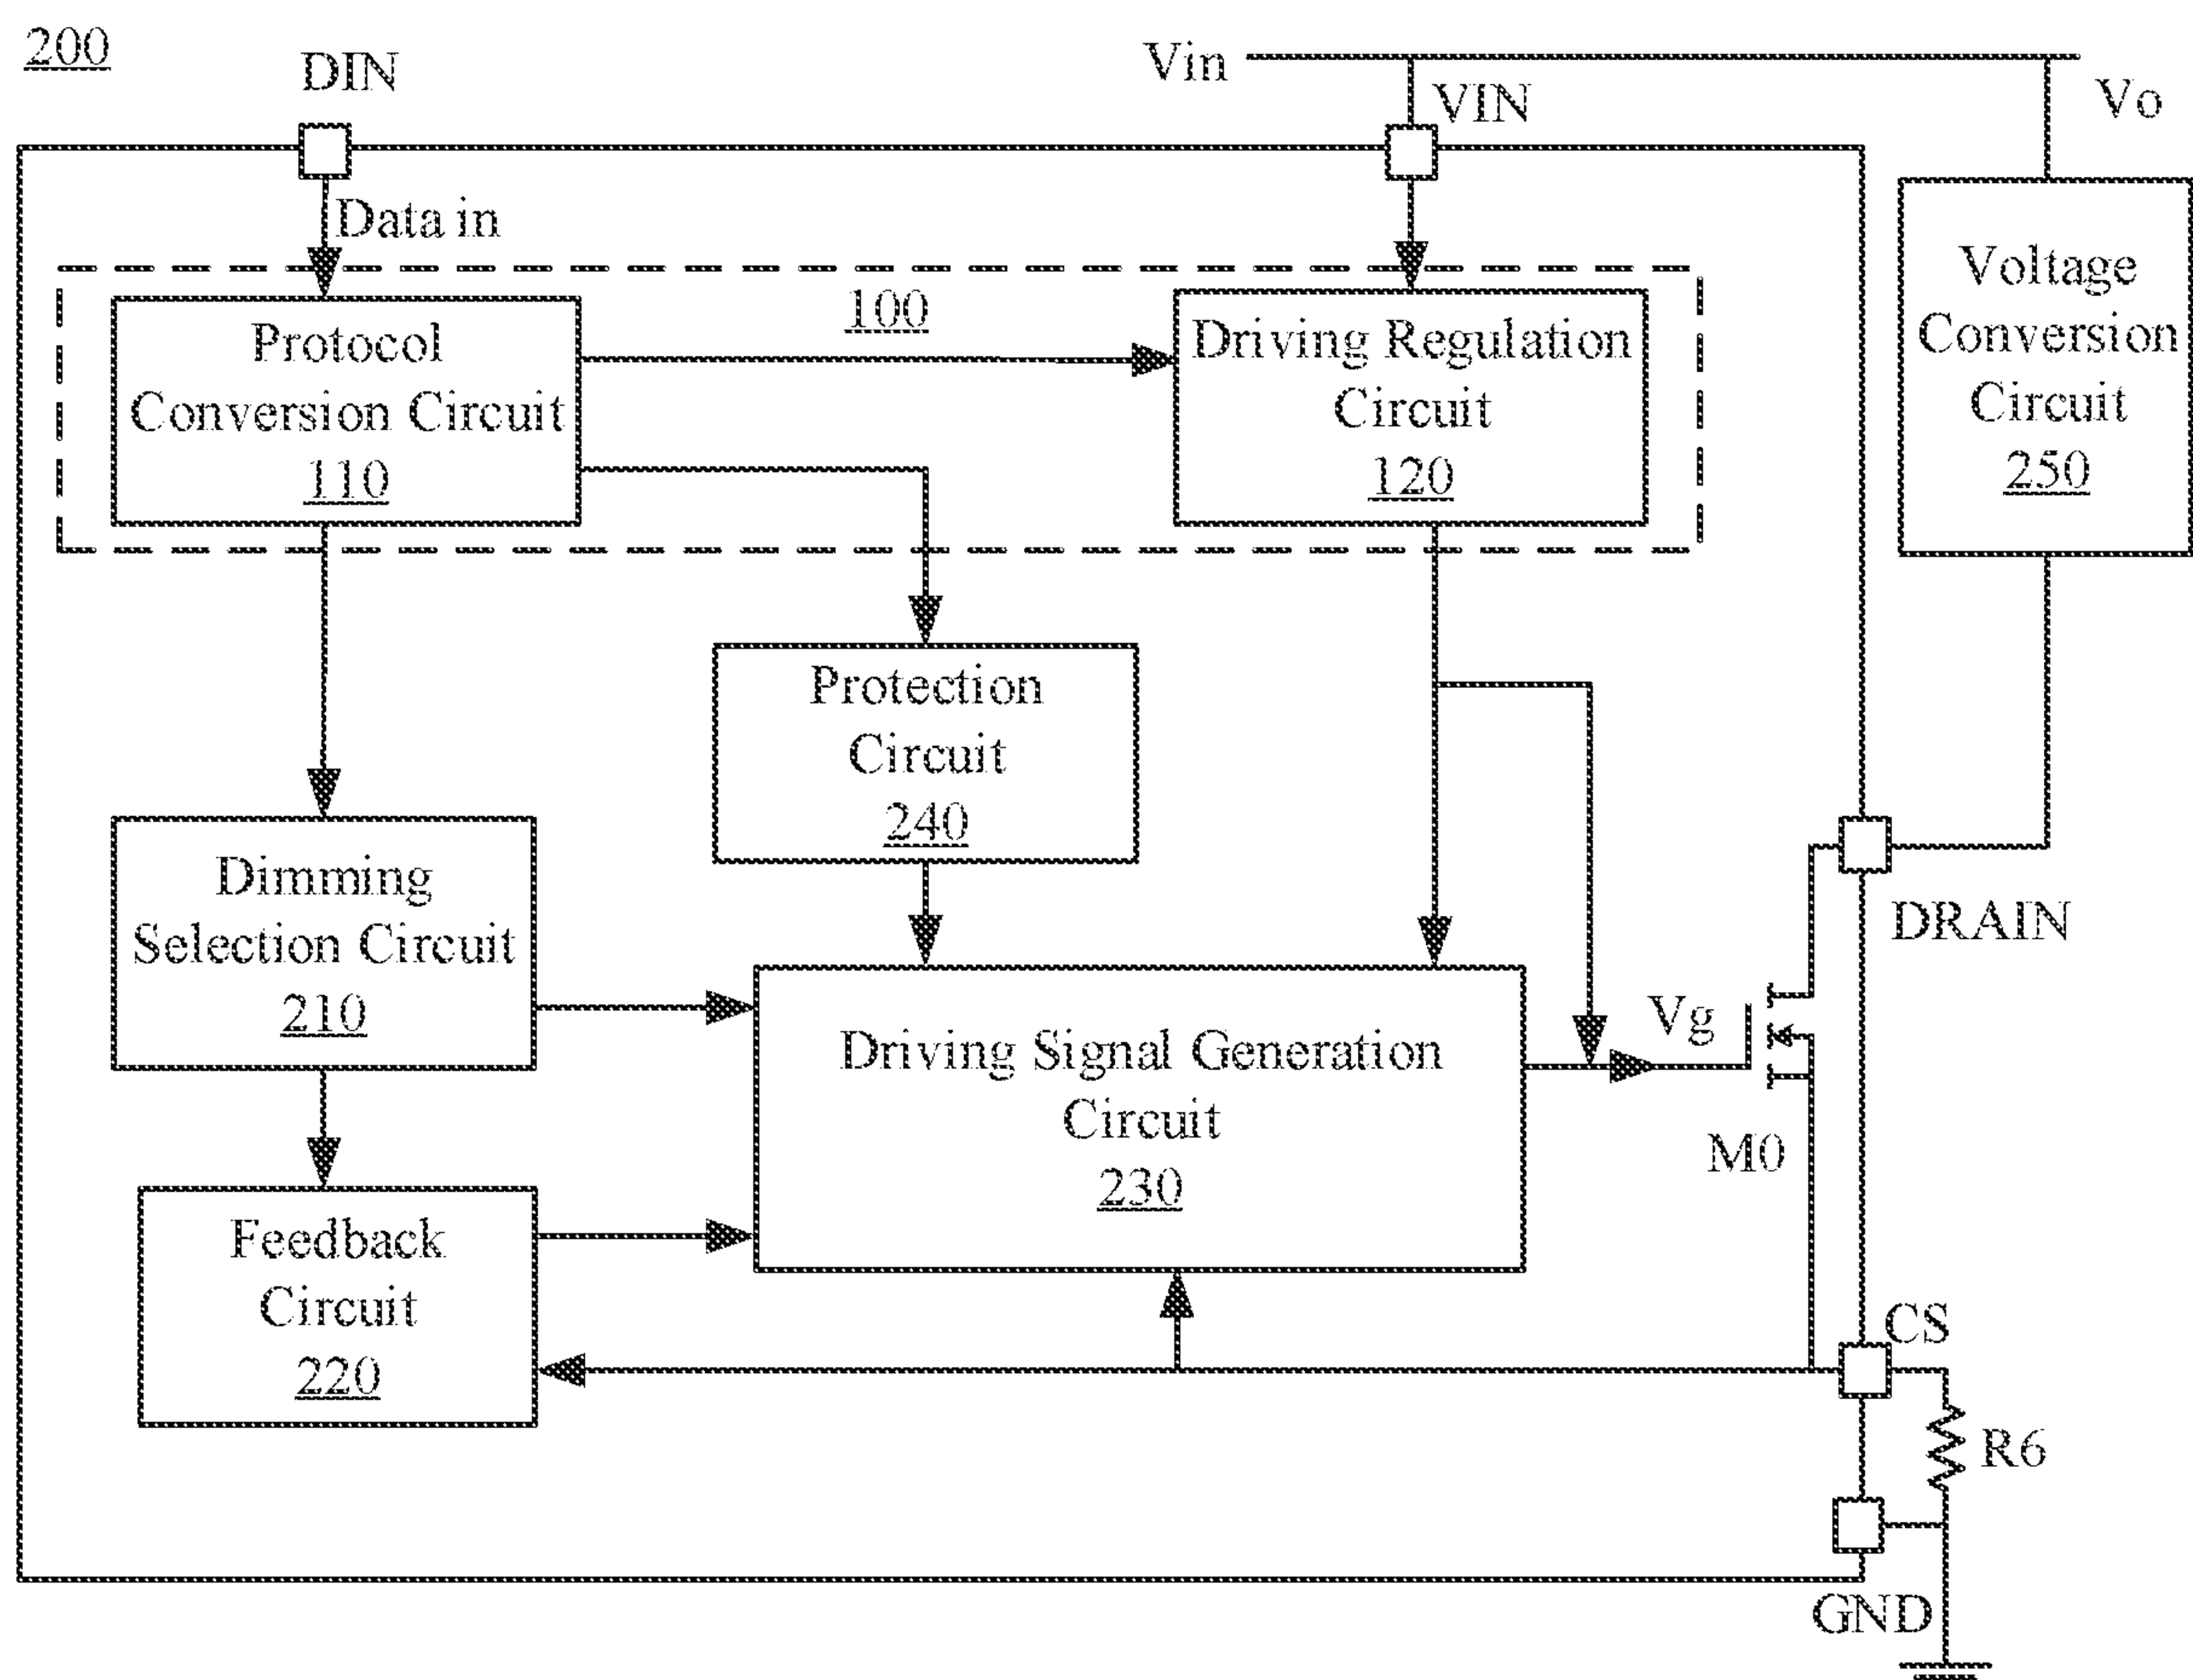 200
DIN
Vin
VIN
Vo
Data in
100
Protocol
Conversion Circuit
110
Driving Regulation
Circuit
120
Voltage
Conversion
Circuit
250
Protection
Circuit
240
Dimming
Selection Circuit
210
DRAIN
Driving Signal Generation
Circuit
230
Vg
M0
Feedback
Circuit
220
CS
R6
GND